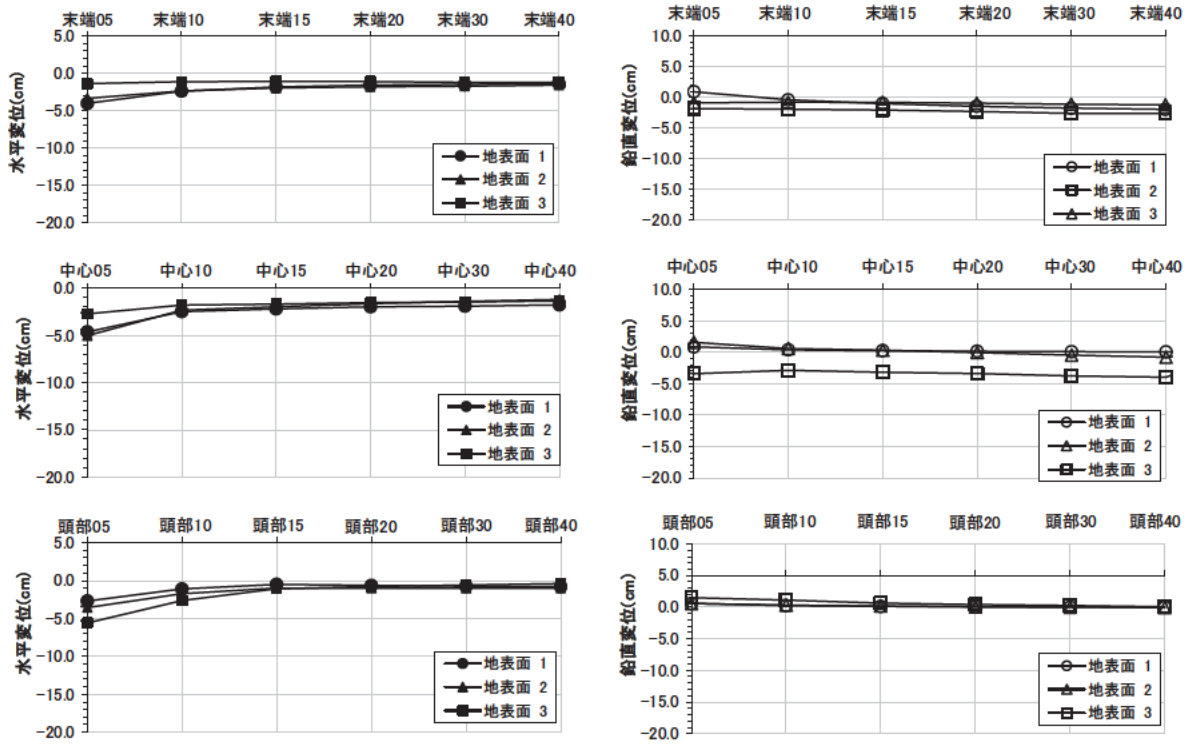 末端05 末端10 末端15 末端20 末端30 末端40
5.0
0.0
-5.0
-10.0
-15.0
-20.0
水平変位(cm)
地表面 1
地表面 2
地表面 3
末端05 末端10 末端15 末端20 末端30 末端40
10.0
5.0
0.0
-5.0
-10.0
-15.0
-20.0
鉛直変位(cm)
地表面 1
地表面 2
地表面 3
中心05 中心10 中心15 中心20 中心30 中心40
0.0
-5.0
-10.0
-15.0
-20.0
水平変位(cm)
地表面 1
地表面 2
地表面 3
中心05 中心10 中心15 中心20 中心30 中心40
10.0
5.0
0.0
-5.0
-10.0
-15.0
-20.0
鉛直変位(cm)
地表面 1
地表面 2
地表面 3
頭部05 頭部10 頭部15 頭部20 頭部30 頭部40
5.0
0.0
-5.0
-10.0
-15.0
-20.0
水平変位(cm)
地表面 1
地表面 2
地表面 3
頭部05 頭部10 頭部15 頭部20 頭部30 頭部40
10.0
5.0
0.0
-5.0
-10.0
-15.0
-20.0
鉛直変位(cm)
地表面 1
地表面 2
地表面 3